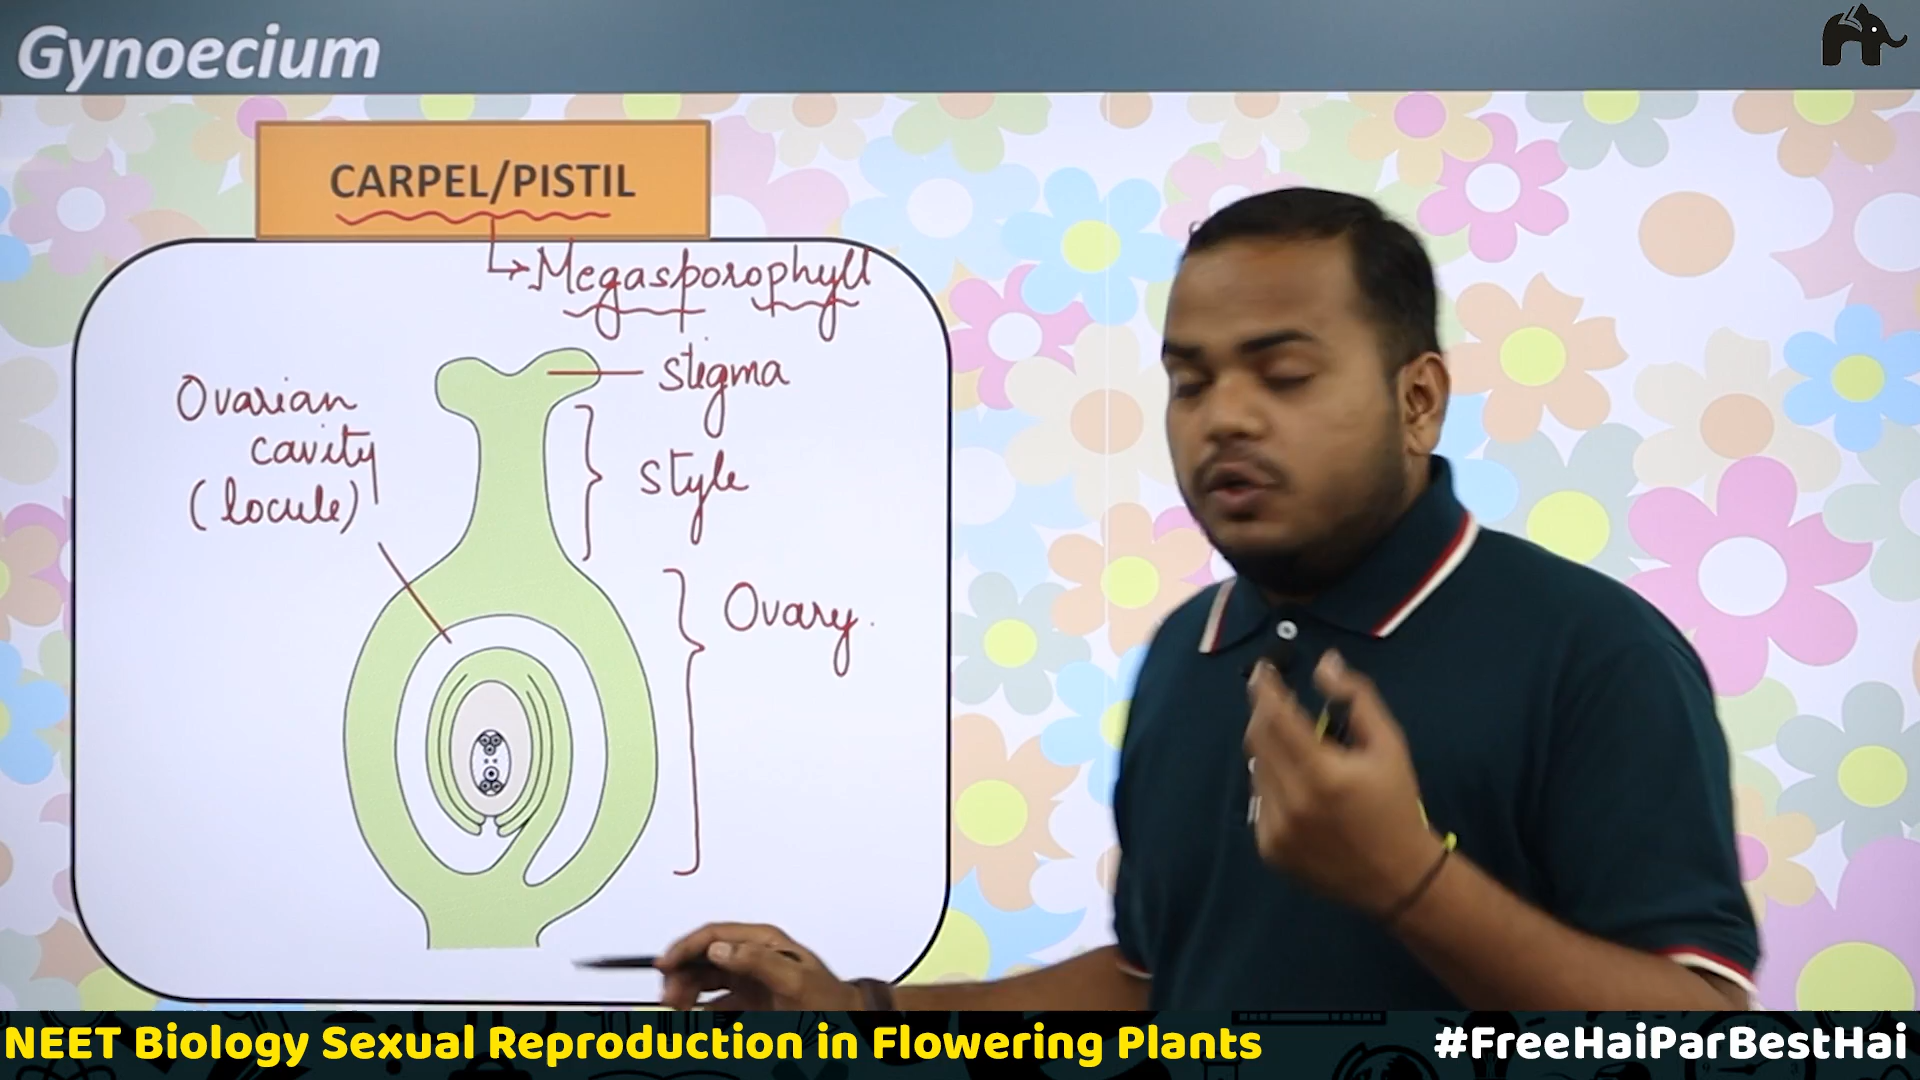 Gynoecium
CARPEL/PISTIL
Megasporophyll
Stigma
Ovarian
cavity
(locule)
Style
Ovary.
NEET Biology Sexual Reproduction in Flowering Plants
#FreeHaiParBestHai